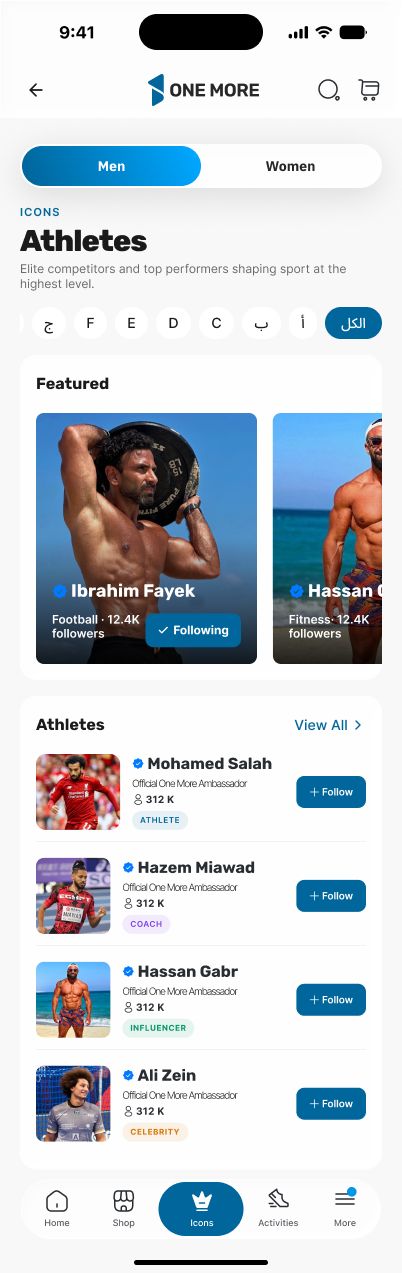 9:41
ONE MORE
Men
Women
ICONS
Athletes
Elite competitors and top performers shaping sport at the
highest level.
ج
F
E
D
C
ب
أ
الكل
Featured
Ibrahim Fayek
Football · 12.4K
followers
Following
Hassan G
Fitness· 12.4K
followers
Athletes
View All
Mohamed Salah
Official One More Ambassador
312 K
ATHLETE
+ Follow
Hazem Miawad
Official One More Ambassador
312 K
COACH
+ Follow
Hassan Gabr
Official One More Ambassador
312 K
INFLUENCER
+ Follow
Ali Zein
Official One More Ambassador
312 K
CELEBRITY
+ Follow
Home
Shop
Icons
Activities
More